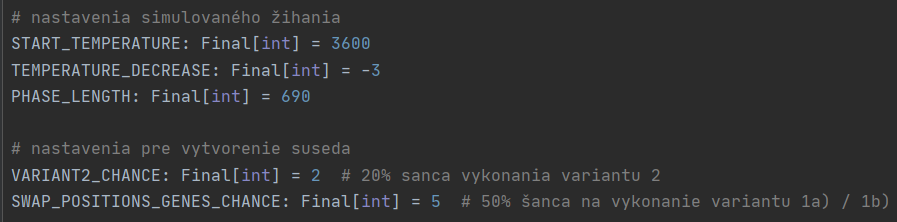 # nastavenia simulovaného žihania
START_TEMPERATURE: Final[int] = 3600
TEMPERATURE_DECREASE: Final[int] = -3
PHASE_LENGTH: Final[int] = 690
# nastavenia pre vytvorenie suseda
VARIANT2_CHANCE: Final[int] = 2  # 20% sanca vykonania variantu 2
SWAP_POSITIONS_GENES_CHANCE: Final[int] = 5  # 50% šanca na vykonanie variantu 1a) / 1b)